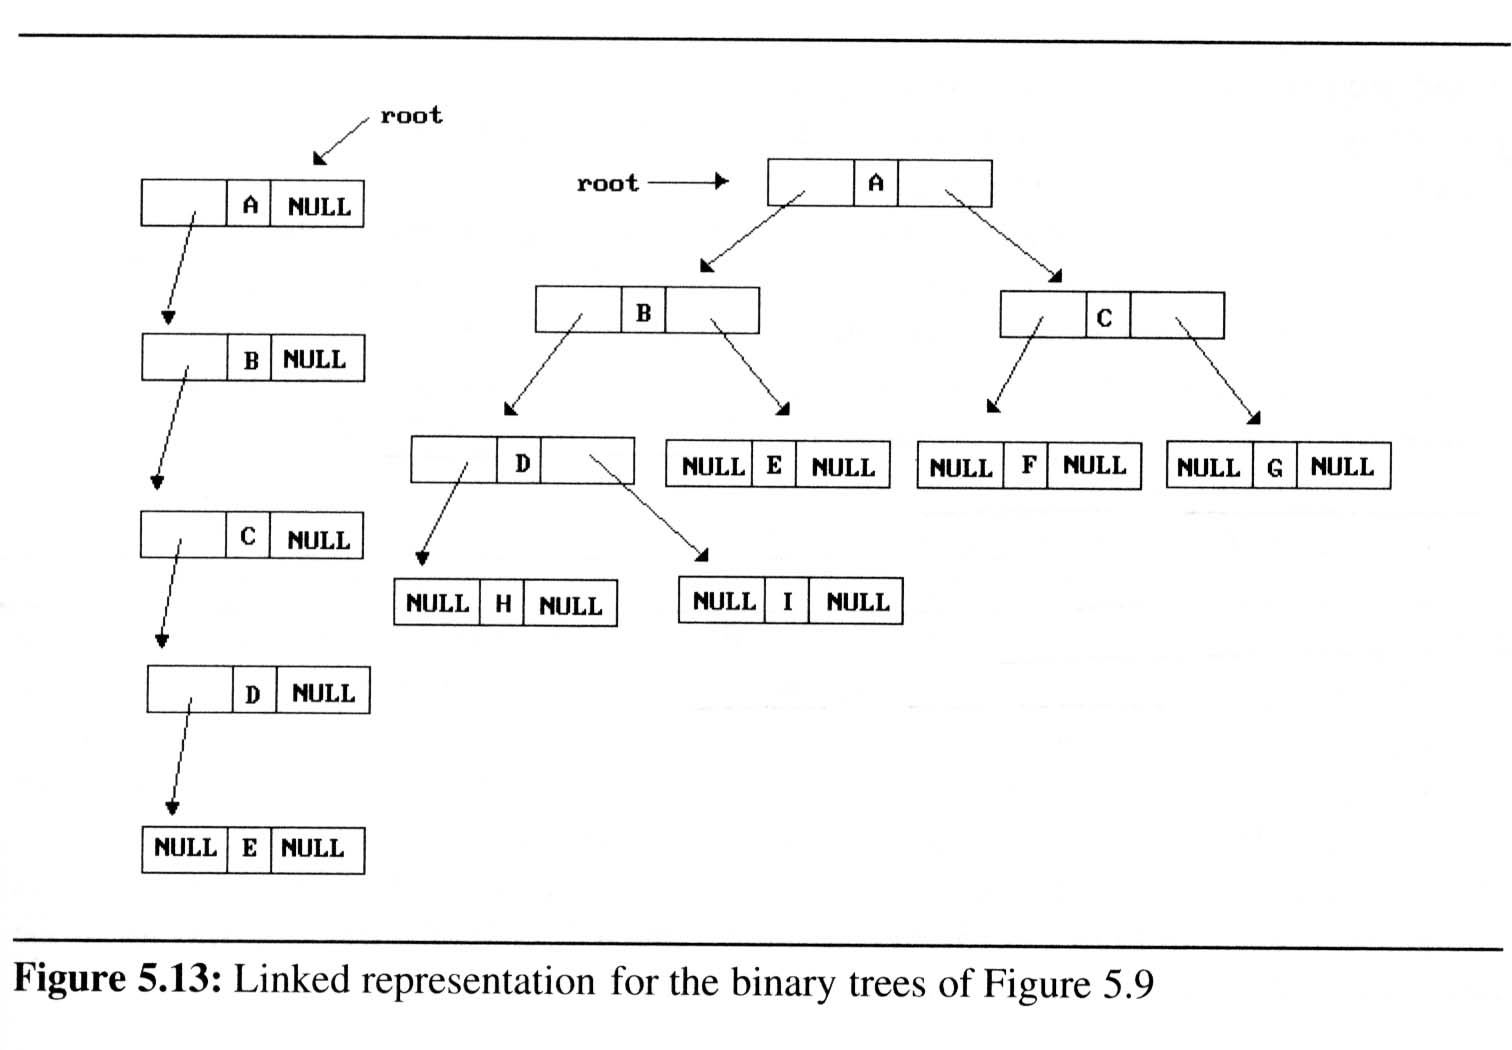 root
A NULL
B NULL
C NULL
D NULL
NULL E NULL
root
A
B
C
D
NULL E NULL
NULL F NULL
NULL G NULL
NULL H NULL
NULL I NULL
Figure 5.13: Linked representation for the binary trees of Figure 5.9